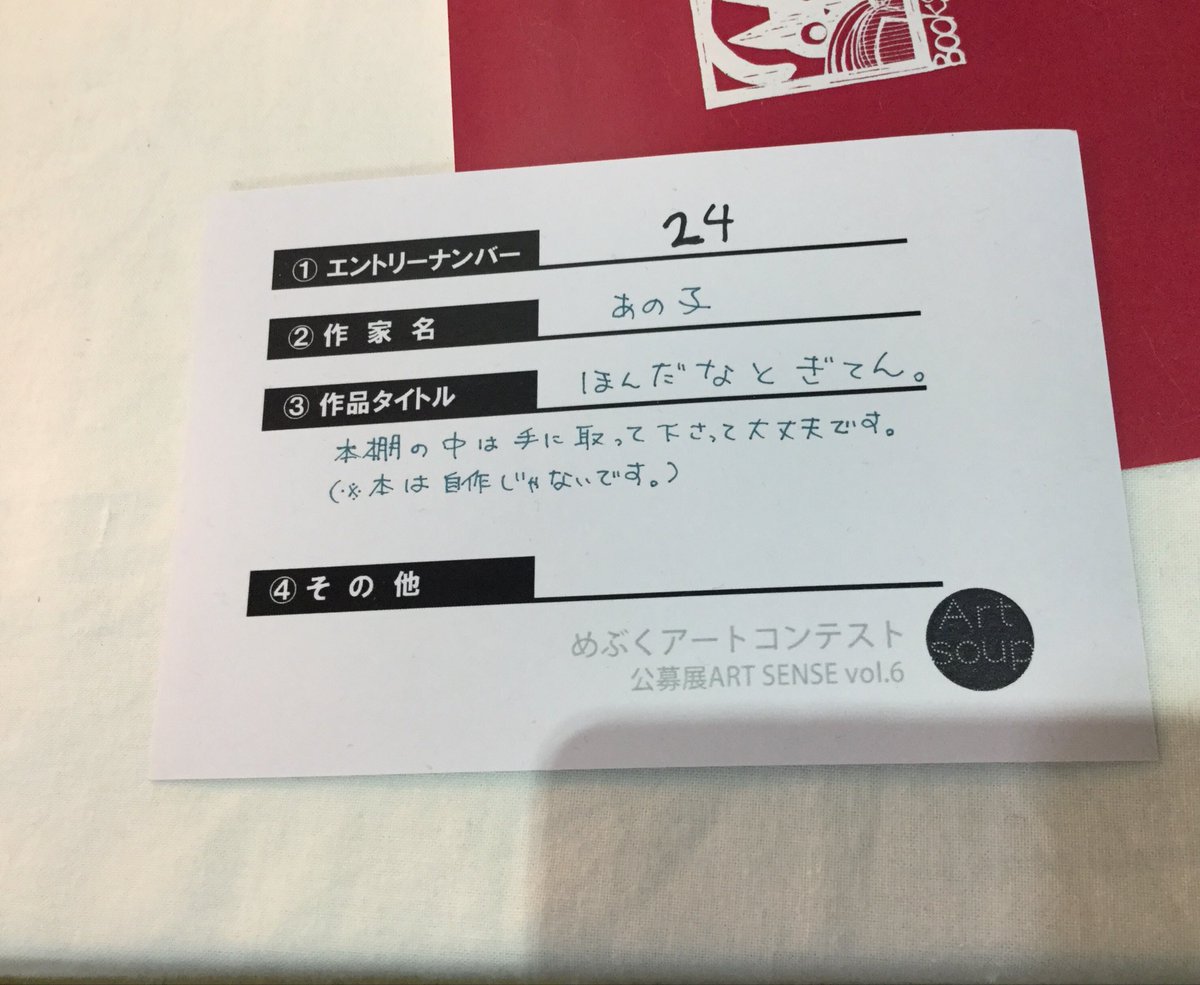 BOOK
① エントリーナンバー 24
② 作家名 あの子
③ 作品タイトル ほんだなとぎてん。
本棚の中は手に取って下さって大丈夫です。
(※本は自作じゃないです。)
④ その他
めぶくアートコンテスト
公募展ART SENSE vol.6
Art
soup